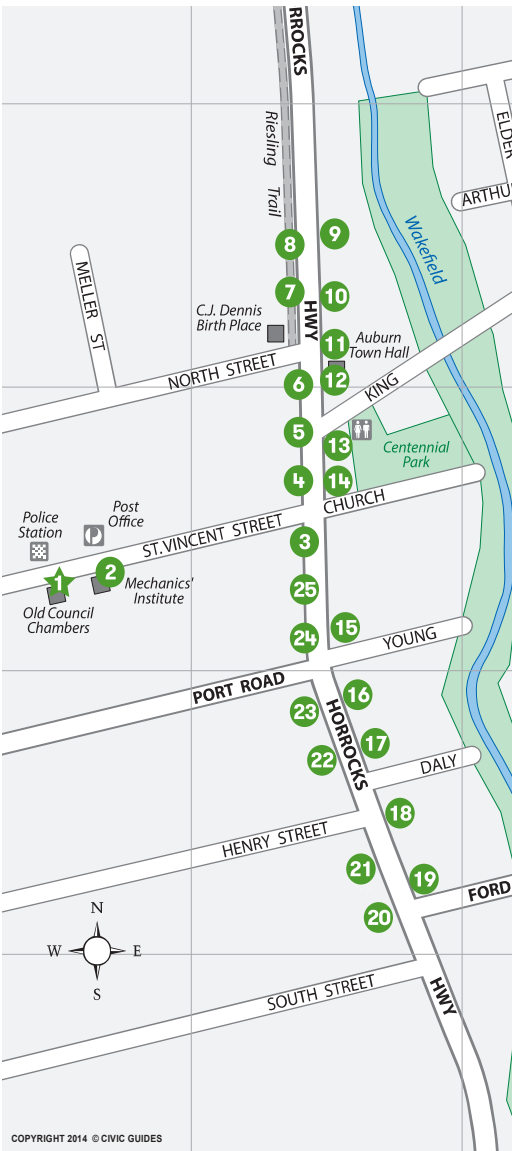 RROCKS
ELDER
Riesling Trail
ARTHU
Wakefield
9
8
MELLER ST
7
10
HWY
C.J. Dennis
Birth Place
11
Auburn
Town Hall
NORTH STREET
12
6
KING
5
13
Centennial
Park
4
14
CHURCH
Post
Office
Police
Station
ST.VINCENT STREET
3
1
2
Mechanics'
Institute
Old Council
Chambers
25
15
24
YOUNG
PORT ROAD
16
23
HORROCKS
17
22
DALY
18
HENRY STREET
21
19
FORD
20
N
W
E
S
SOUTH STREET
HWY
COPYRIGHT 2014 © CIVIC GUIDES